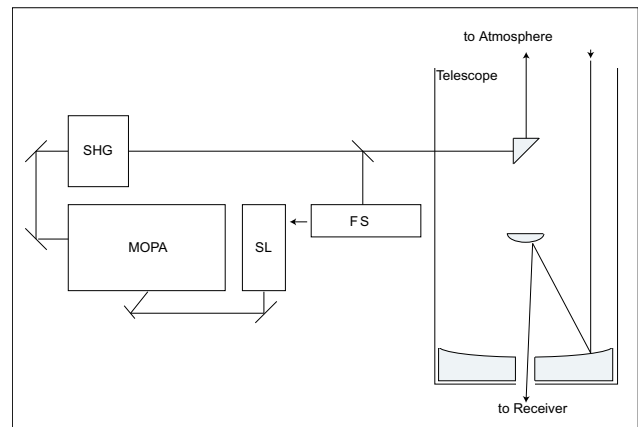 to Atmosphere
Telescope
SHG
FS
MOPA
SL
to Receiver